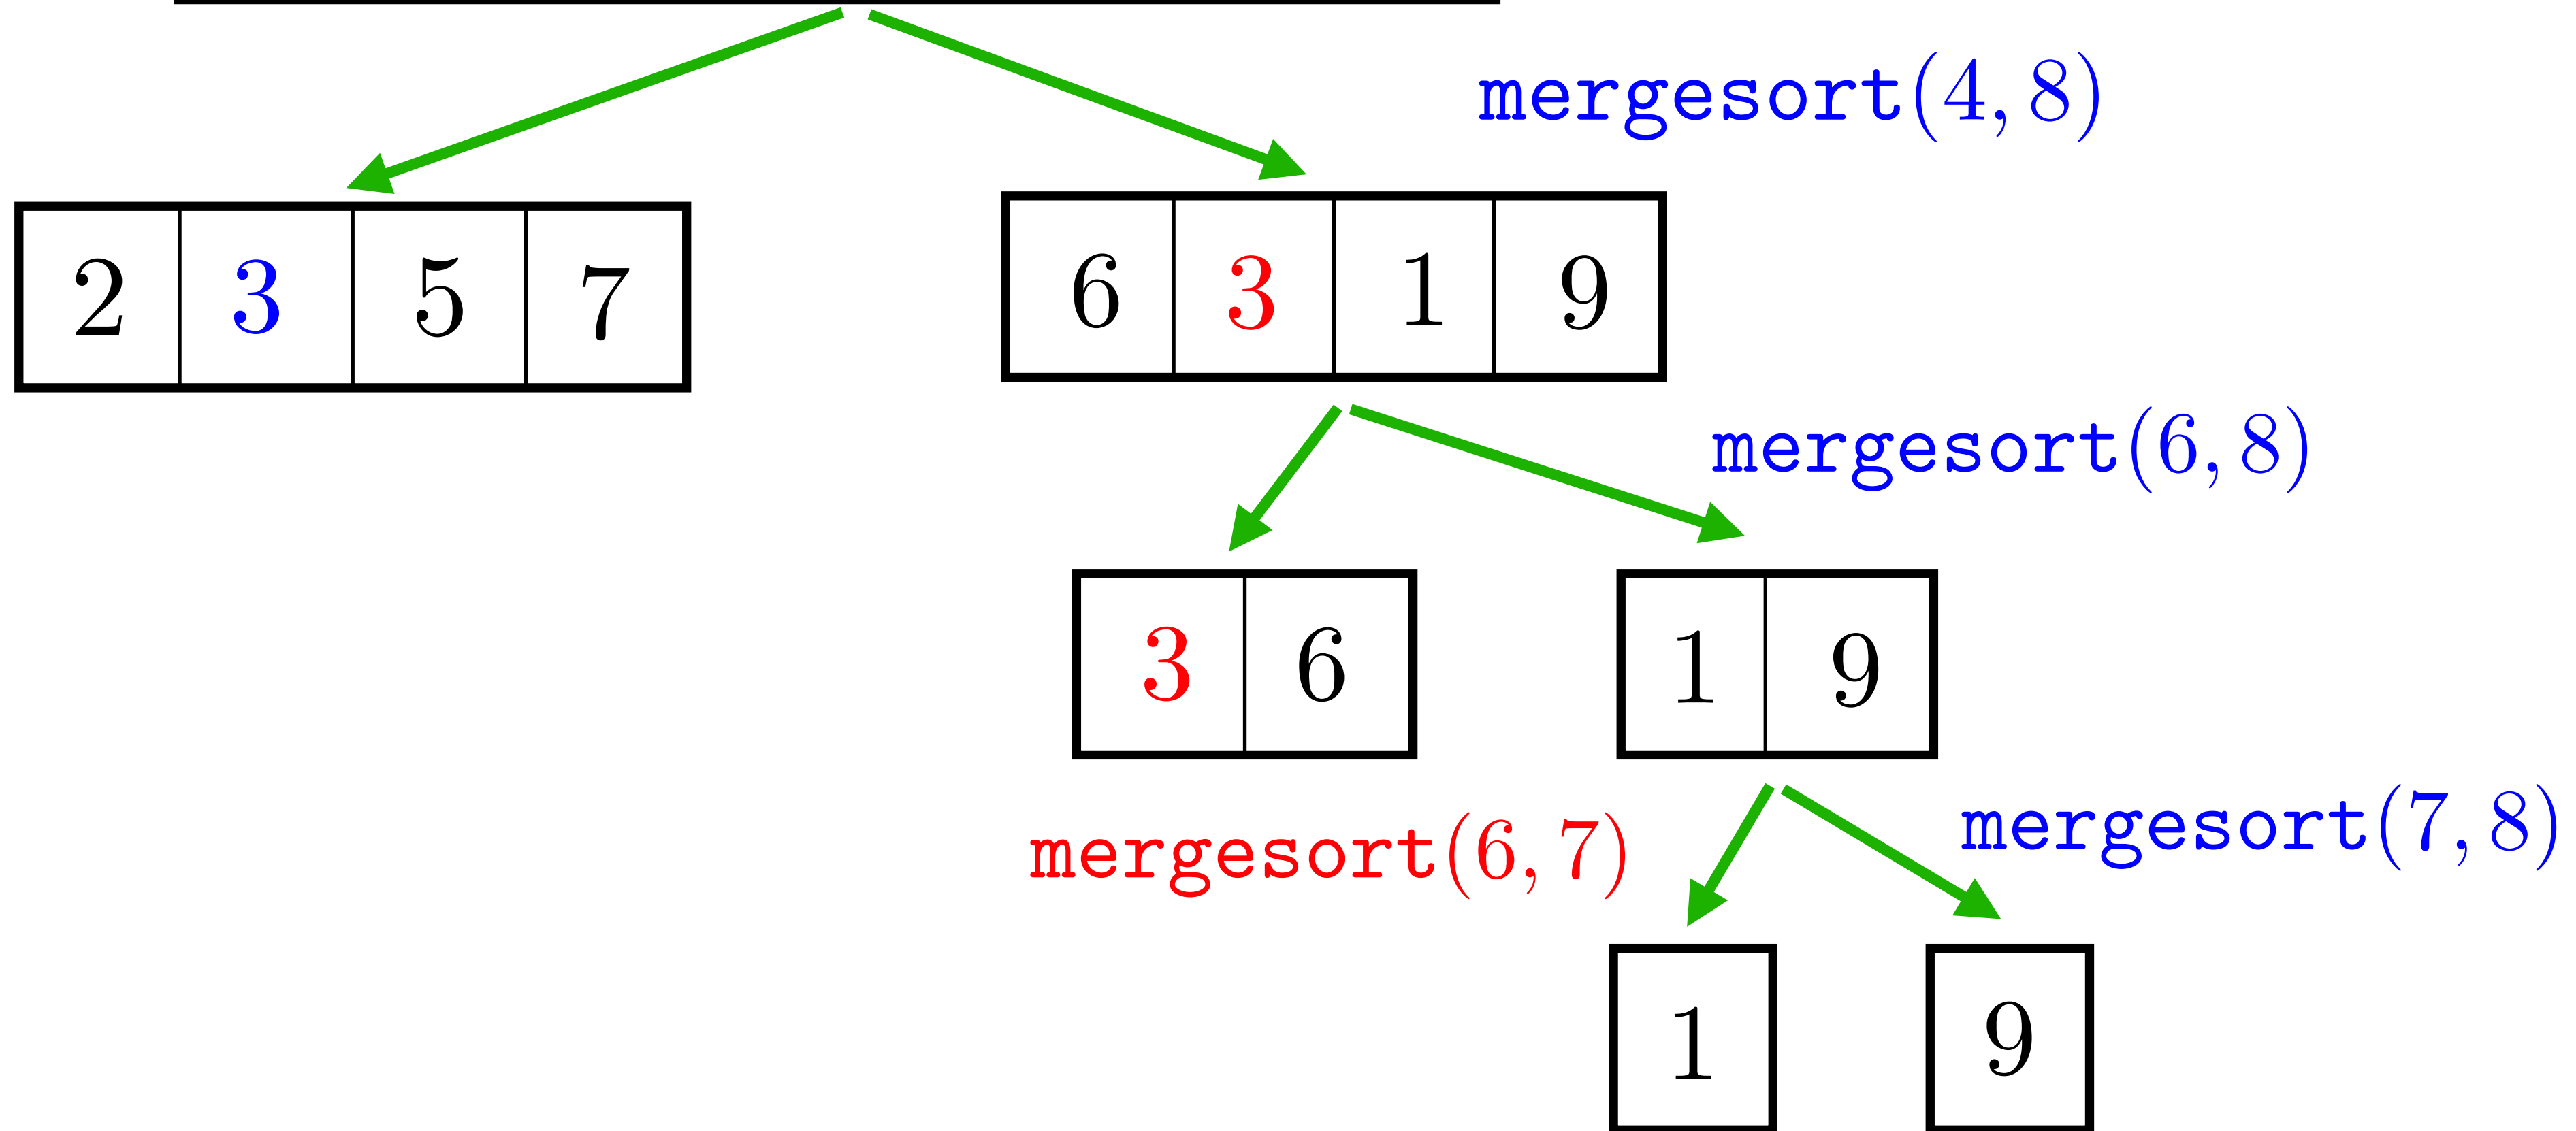 mergesort(4, 8)
2 3 5 7
6 3 1 9
mergesort(6, 8)
3 6
1 9
mergesort(6, 7)
mergesort(7, 8)
1
9